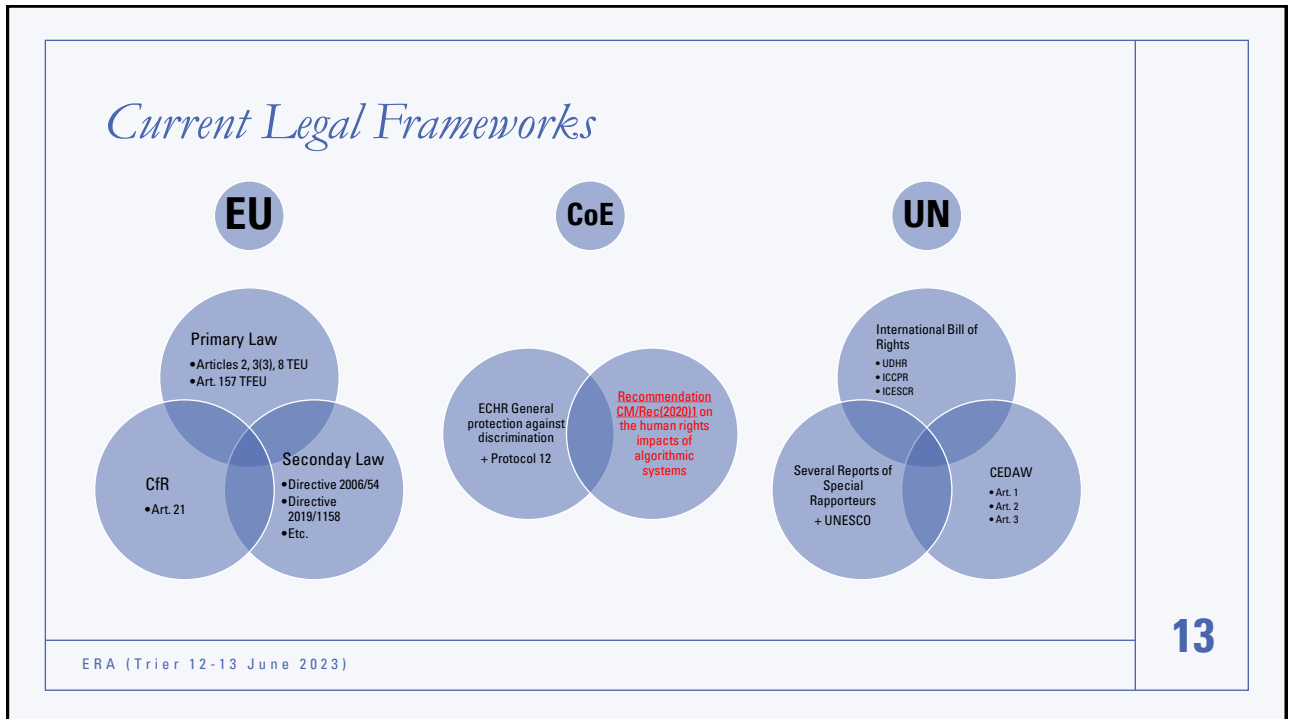 Current Legal Frameworks
EU
Primary Law
•Articles 2, 3(3), 8 TEU
•Art. 157 TFEU
CfR
•Art. 21
Seconday Law
•Directive 2006/54
•Directive
2019/1158
•Etc.
CoE
ECHR General
protection against
discrimination
+ Protocol 12
Recommendation
CM/Rec(2020)1 on
the human rights
impacts of
algorithmic
systems
UN
International Bill of
Rights
• UDHR
• ICCPR
• ICESCR
Several Reports of
Special
Rapporteurs
+ UNESCO
CEDAW
• Art. 1
• Art. 2
• Art. 3
ERA (Trier 12-13 June 2023)
13